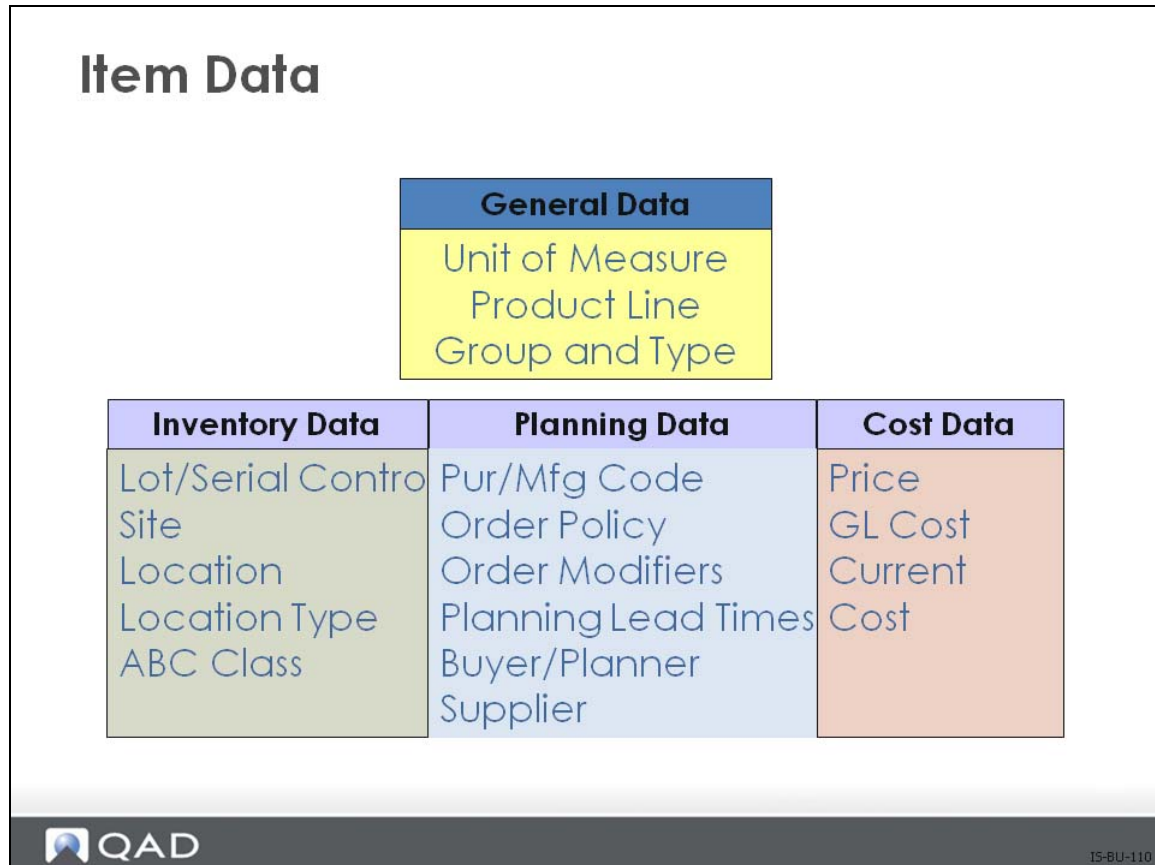 Item Data
General Data
Unit of Measure
Product Line
Group and Type
Inventory Data
Lot/Serial Contro
Site
Location
Location Type
ABC Class
Planning Data
Pur/Mfg Code
Order Policy
Order Modifiers
Planning Lead Times
Buyer/Planner
Supplier
Cost Data
Price
GL Cost
Current
Cost
QAD
IS-BU-110